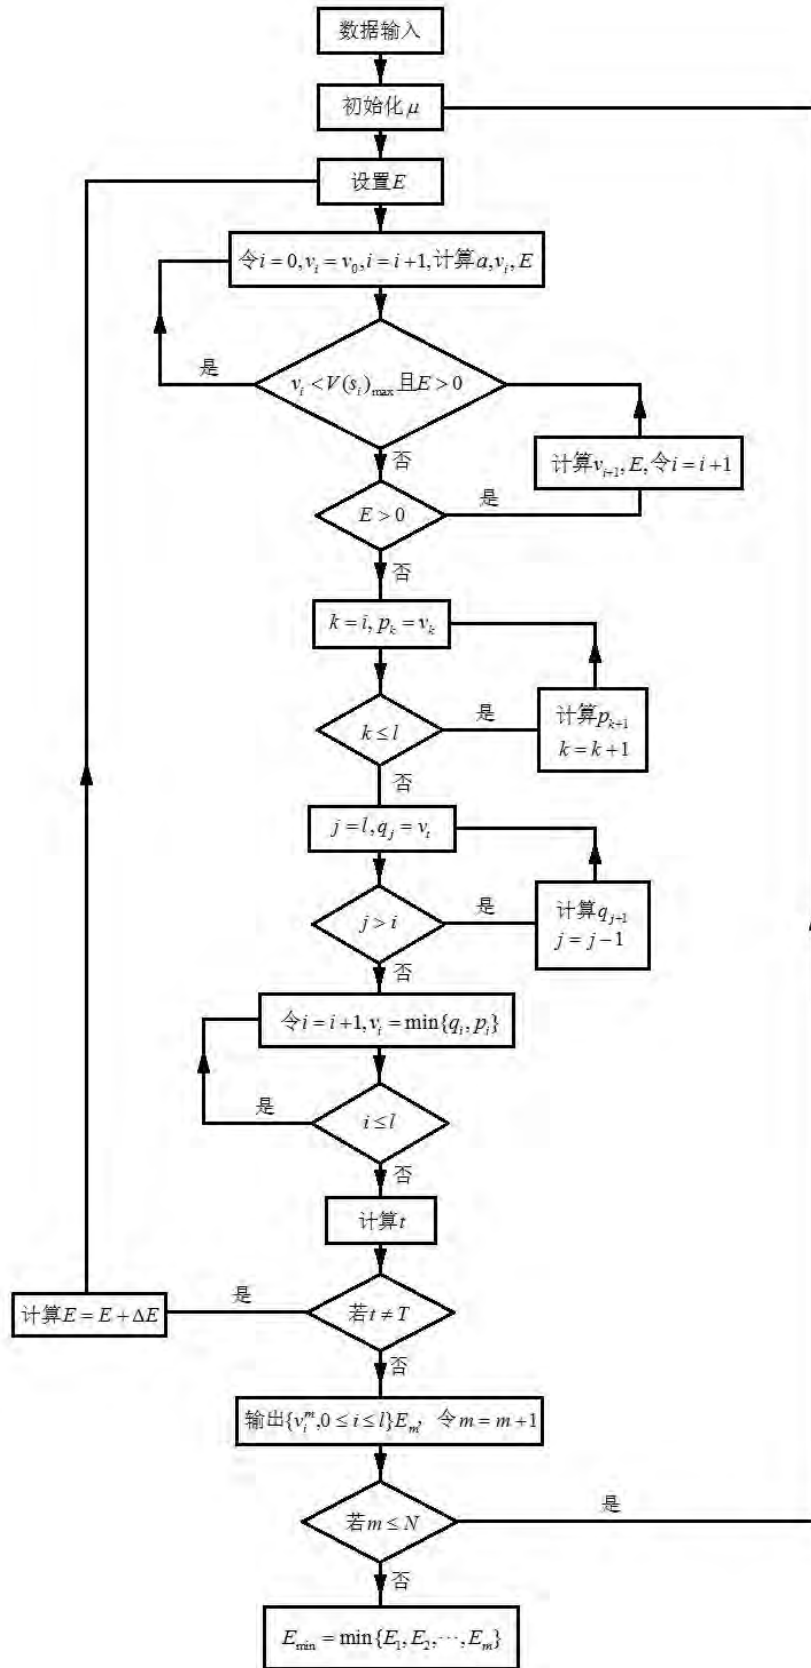 数据输入
初始化μ
设置E
令i=0,v_i=v_0,i=i+1,计算a,v_i,E
是
v_i<V(s_i)_max且E>0
否
计算v_{i+1},E,令i=i+1
E>0
是
否
k=i,p_k=v_k
k≤l
是
计算p_{k+1}
k=k+1
否
j=l,q_j=v_t
j>i
是
计算q_{j+1}
j=j-1
否
令i=i+1,v_i=min{q_i,p_i}
是
i≤l
否
计算t
是
计算E=E+ΔE
若t≠T
否
输出{v_i^m,0≤i≤l}E_m, 令m=m+1
若m≤N
是
否
E_min=min{E_1,E_2,⋯,E_m}